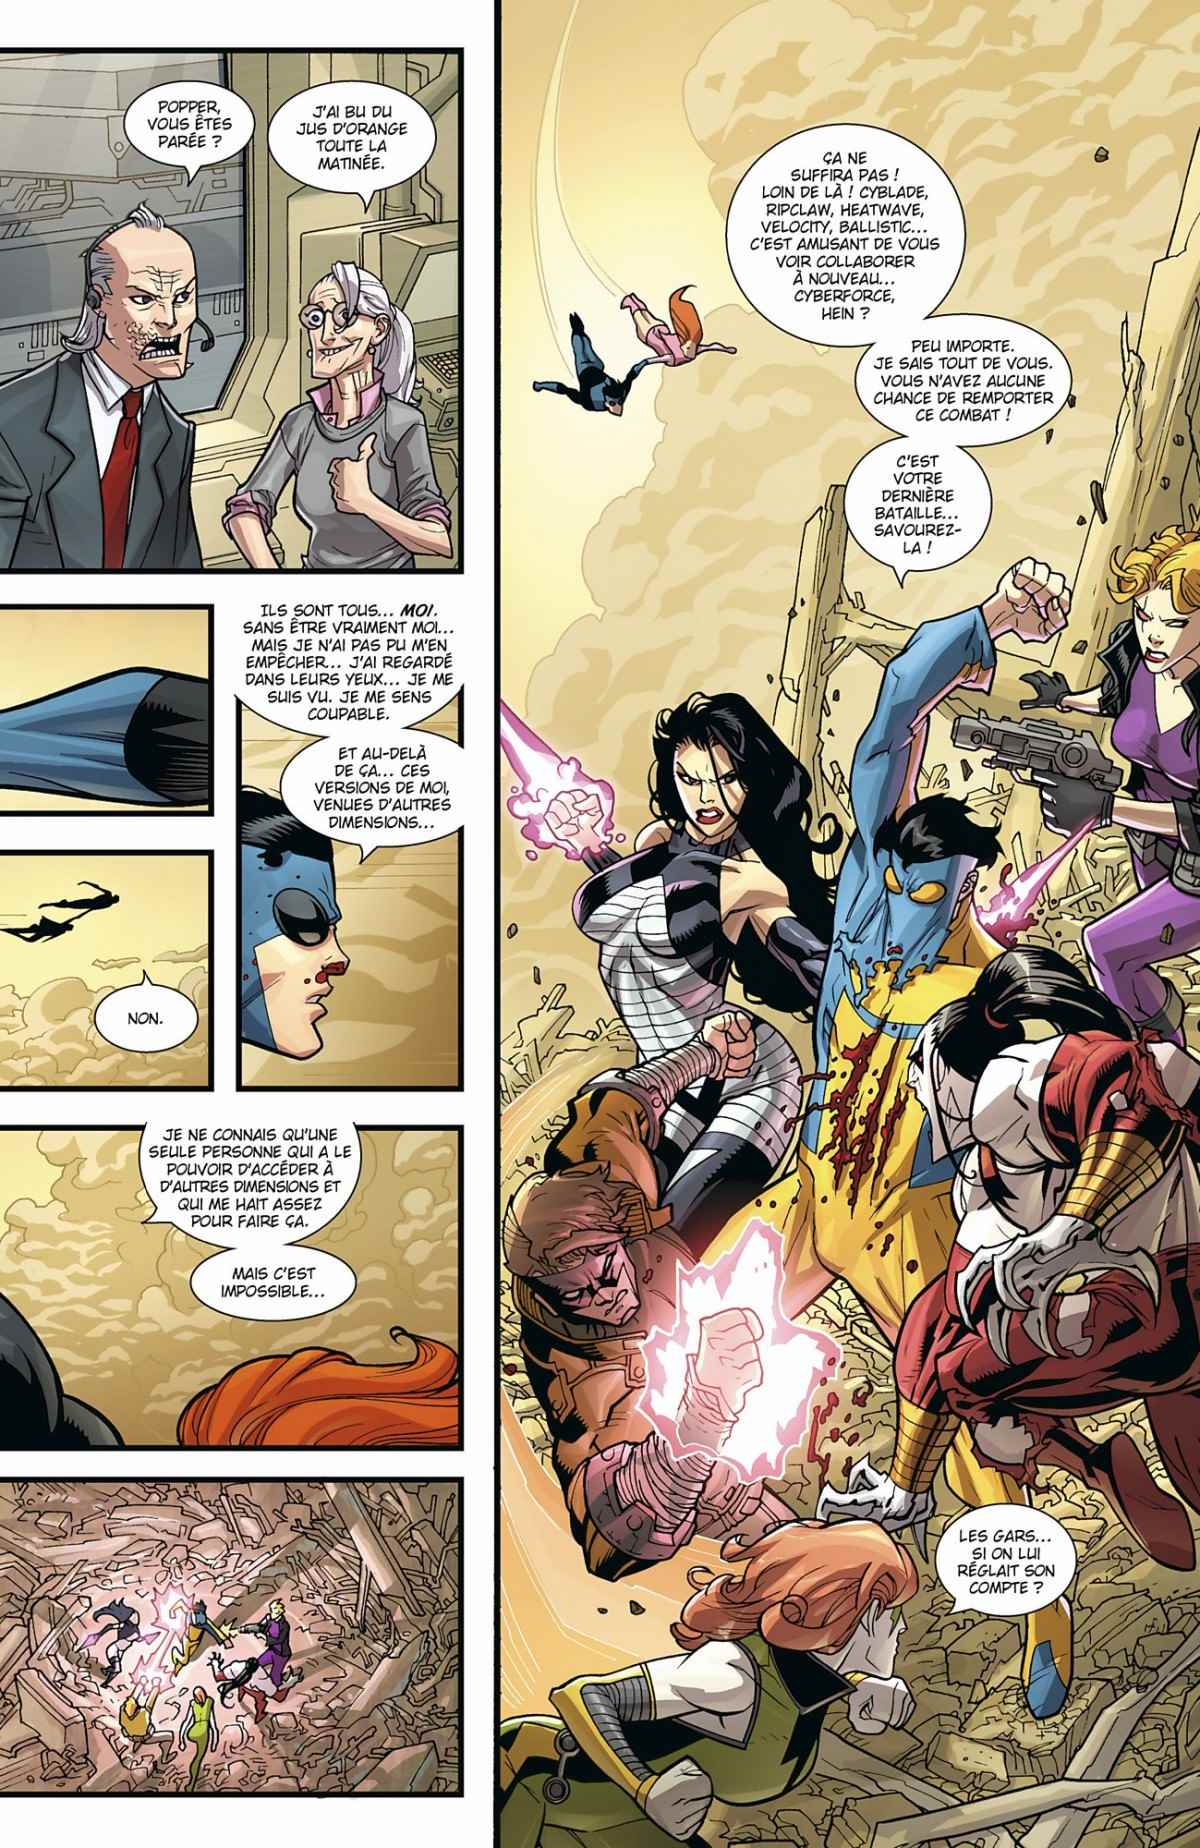 POPPER,
VOUS ÊTES
PARÉE ?
J'AI BU DU
JUS D'ORANGE
TOUTE LA
MATINÉE.
ILS SONT TOUS... MOI.
SANS ÊTRE VRAIMENT MOI...
MAIS JE N'AI PAS PU M'EN
EMPÊCHER... J'AI REGARDÉ
DANS LEURS YEUX... JE ME
SUIS VU. JE ME SENS
COUPABLE.
ET AU-DELÀ
DE ÇA... CES
VERSIONS DE MOI,
VENUES D'AUTRES
DIMENSIONS...
NON.
JE NE CONNAIS QU'UNE
SEULE PERSONNE QUI A LE
POUVOIR D'ACCÉDER À
D'AUTRES DIMENSIONS ET
QUI ME HAIT ASSEZ
POUR FAIRE ÇA.
MAIS C'EST
IMPOSSIBLE...
ÇA NE
SUFFIRA PAS !
LOIN DE LÀ ! CYBLADE,
RIPCLAW, HEATWAVE,
VELOCITY, BALLISTIC...
C'EST AMUSANT DE VOUS
VOIR COLLABORER
À NOUVEAU...
CYBERFORCE,
HEIN ?
PEU IMPORTE.
JE SAIS TOUT DE VOUS.
VOUS N'AVEZ AUCUNE
CHANCE DE REMPORTER
CE COMBAT !
C'EST
VOTRE
DERNIÈRE
BATAILLE...
SAVOUREZ-
LA !
LES GARS...
SI ON LUI
RÉGLAIT SON
COMPTE ?